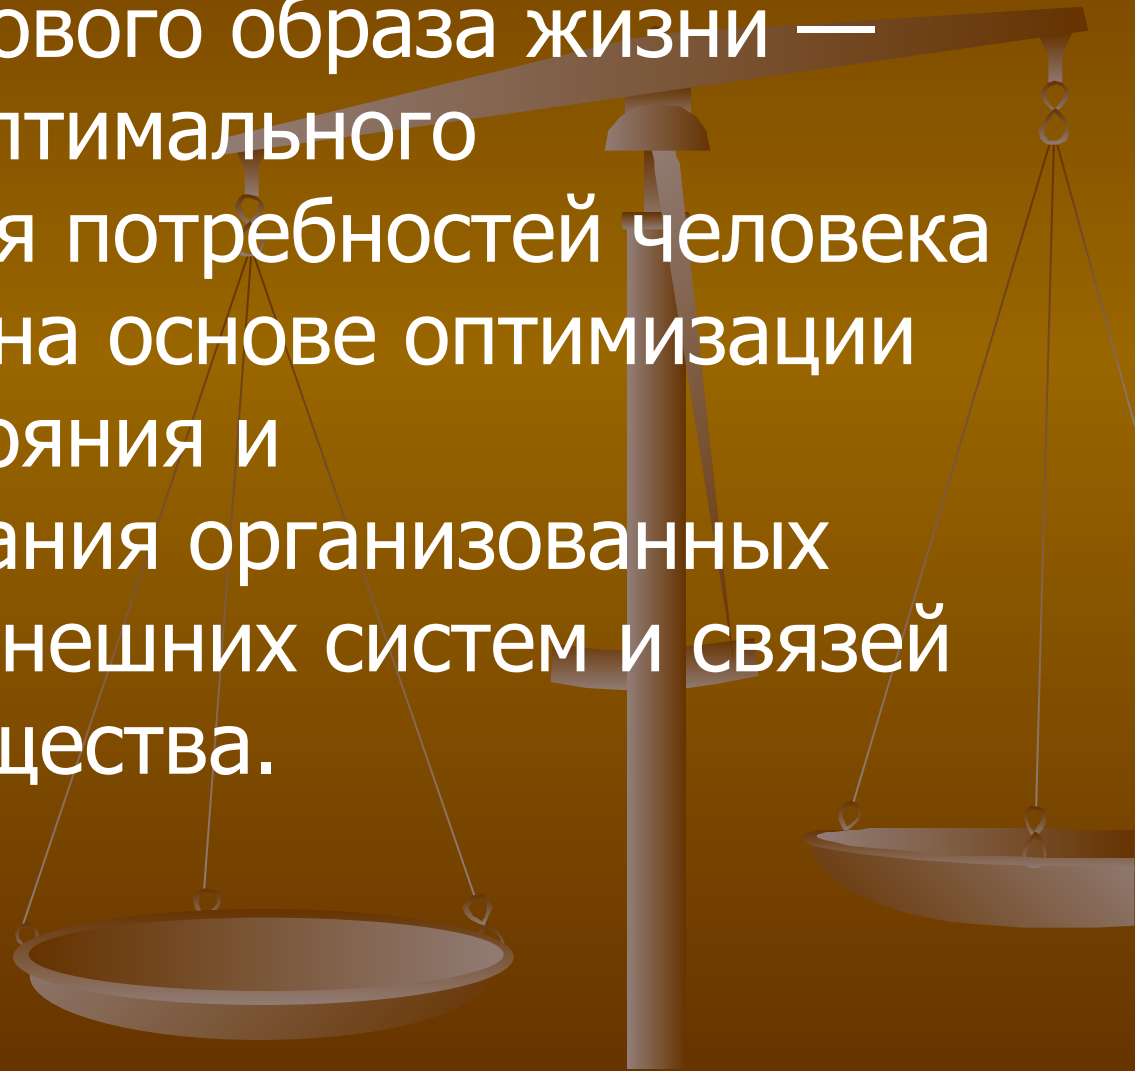 ового образа жизни —
птимального
я потребностей человека
на основе оптимизации
ояния и
ания организованных
нешних систем и связей
щества.